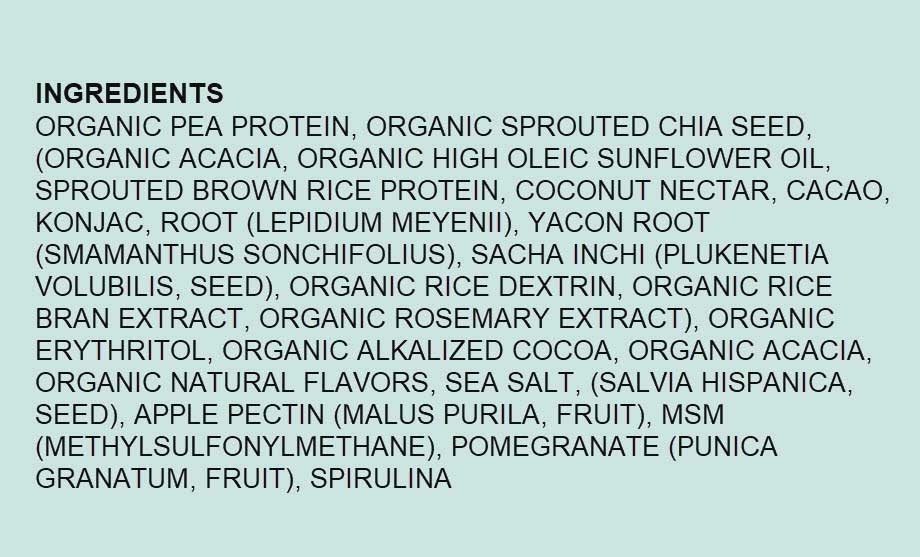 INGREDIENTS
ORGANIC PEA PROTEIN, ORGANIC SPROUTED CHIA SEED,
(ORGANIC ACACIA, ORGANIC HIGH OLEIC SUNFLOWER OIL,
SPROUTED BROWN RICE PROTEIN, COCONUT NECTAR, CACAO,
KONJAC, ROOT (LEPIDIUM MEYENII), YACON ROOT
(SMAMANTHUS SONCHIFOLIUS), SACHA INCHI (PLUKENETIA
VOLUBILIS, SEED), ORGANIC RICE DEXTRIN, ORGANIC RICE
BRAN EXTRACT, ORGANIC ROSEMARY EXTRACT), ORGANIC
ERYTHRITOL, ORGANIC ALKALIZED COCOA, ORGANIC ACACIA,
ORGANIC NATURAL FLAVORS, SEA SALT, (SALVIA HISPANICA,
SEED), APPLE PECTIN (MALUS PURILA, FRUIT), MSM
(METHYLSULFONYLMETHANE), POMEGRANATE (PUNICA
GRANATUM, FRUIT), SPIRULINA